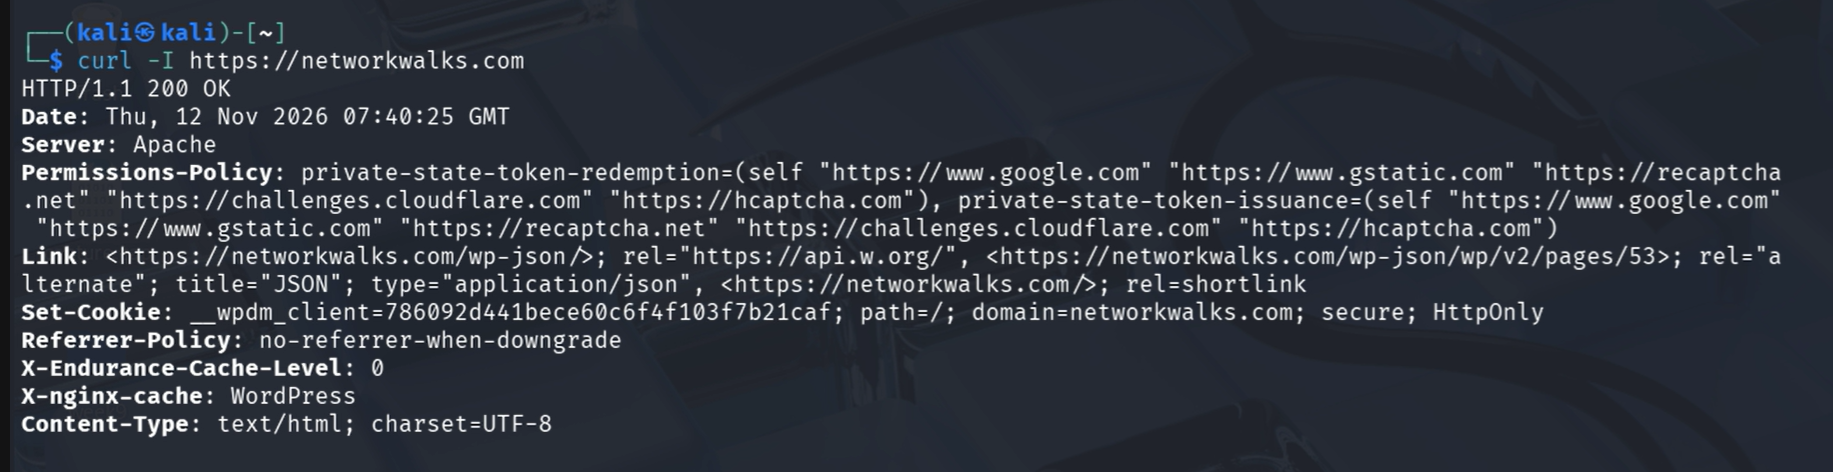 ┌──(kali㉿kali)-[~]
└─$ curl -I https://networkwalks.com
HTTP/1.1 200 OK
Date: Thu, 12 Nov 2026 07:40:25 GMT
Server: Apache
Permissions-Policy: private-state-token-redemption=(self "https://www.google.com" "https://www.gstatic.com" "https://recaptcha
.net" "https://challenges.cloudflare.com" "https://hcaptcha.com"), private-state-token-issuance=(self "https://www.google.com"
 "https://www.gstatic.com" "https://recaptcha.net" "https://challenges.cloudflare.com" "https://hcaptcha.com")
Link: <https://networkwalks.com/wp-json/>; rel="https://api.w.org/", <https://networkwalks.com/wp-json/wp/v2/pages/53>; rel="a
lternate"; title="JSON"; type="application/json", <https://networkwalks.com/>; rel=shortlink
Set-Cookie: __wpdm_client=786092d441bece60c6f4f103f7b21caf; path=/; domain=networkwalks.com; secure; HttpOnly
Referrer-Policy: no-referrer-when-downgrade
X-Endurance-Cache-Level: 0
X-nginx-cache: WordPress
Content-Type: text/html; charset=UTF-8